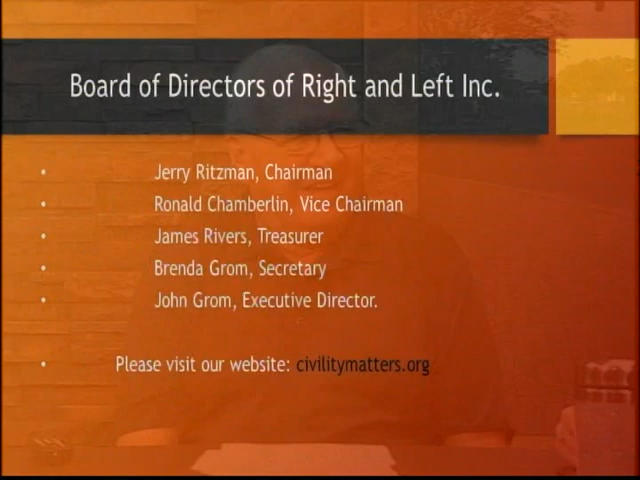 Board of Directors of Right and Left Inc.
• Jerry Ritzman, Chairman
• Ronald Chamberlin, Vice Chairman
• James Rivers, Treasurer
• Brenda Grom, Secretary
• John Grom, Executive Director.
• Please visit our website: civilitymatters.org